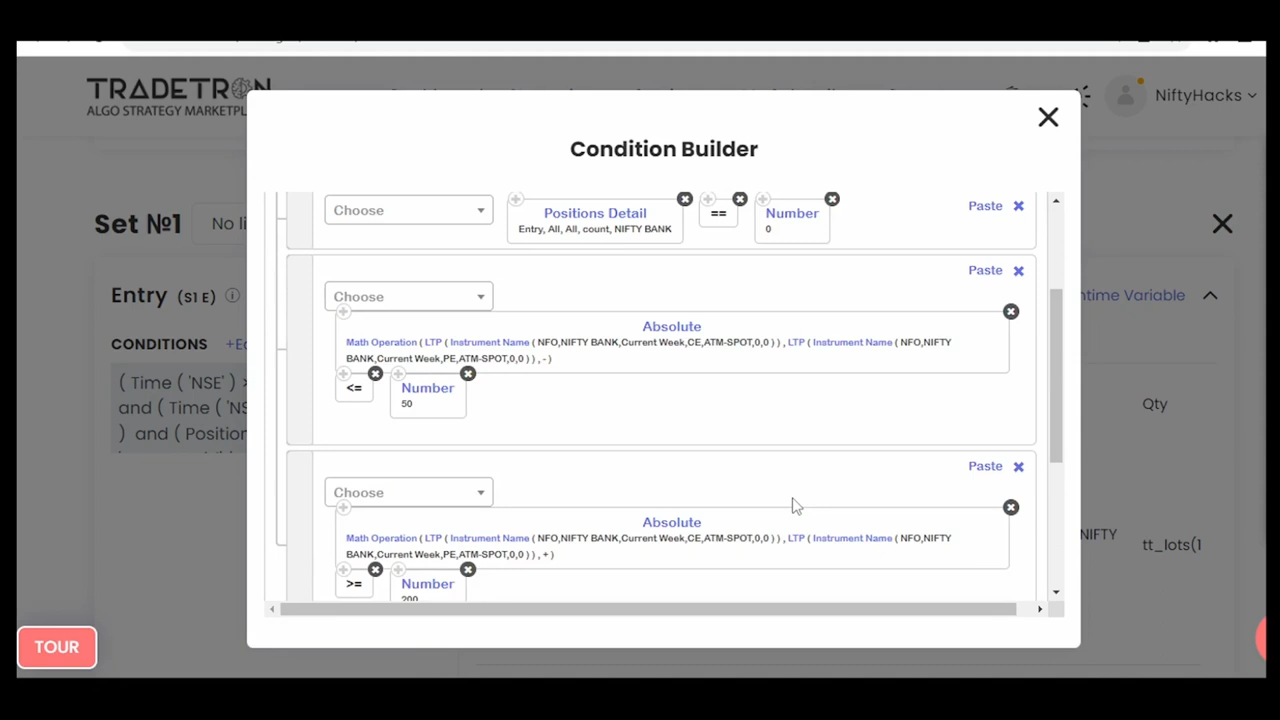 TRADETRON
ALGO STRATEGY MARKETPL
NiftyHacks
Condition Builder
Set №1
No li
Choose
Positions Detail
Entry, All, All, count, NIFTY BANK
==
Number
0
Paste
Entry (S1 E)
ntime Variable
Paste
Choose
CONDITIONS
Absolute
Math Operation ( LTP ( Instrument Name ( NFO,NIFTY BANK,Current Week,CE,ATM-SPOT,0,0 ) ) , LTP ( Instrument Name ( NFO,NIFTY
BANK,Current Week,PE,ATM-SPOT,0,0 ) ) , - )
( Time ( 'NSE' )
and ( Time ( 'NS
) and ( Position
<=
Number
50
Qty
Paste
Choose
Absolute
Math Operation ( LTP ( Instrument Name ( NFO,NIFTY BANK,Current Week,CE,ATM-SPOT,0,0 ) ) , LTP ( Instrument Name ( NFO,NIFTY
BANK,Current Week,PE,ATM-SPOT,0,0 ) ) , + )
NIFTY
tt_lots(1
>=
Number
200
TOUR